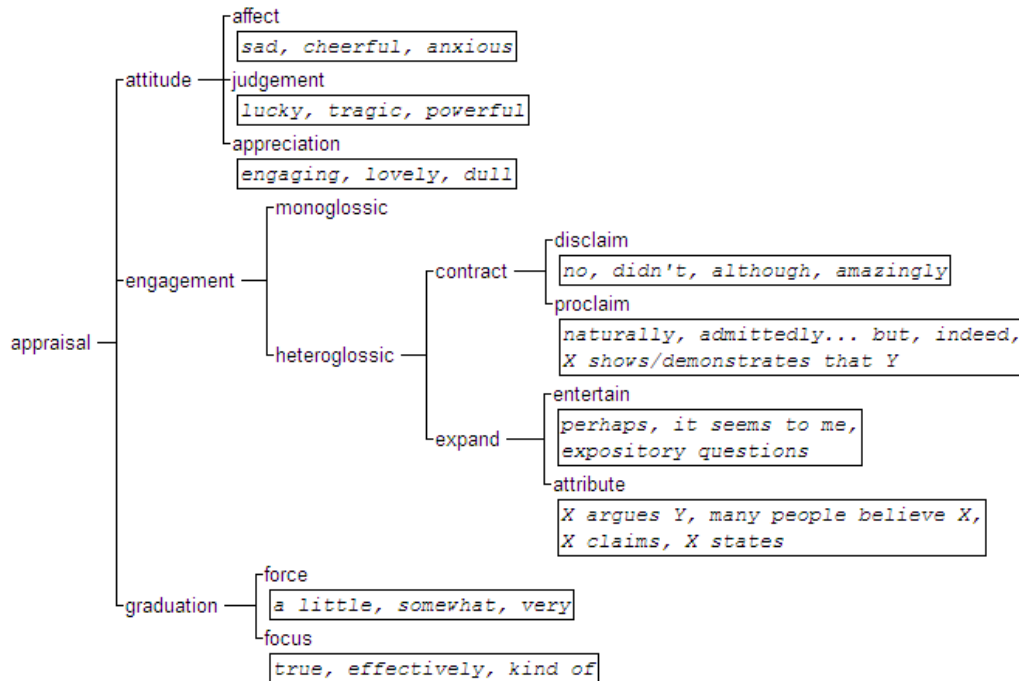 affect
sad, cheerful, anxious
attitude
judgement
lucky, tragic, powerful
appreciation
engaging, lovely, dull
monoglossic
disclaim
contract
no, didn't, although, amazingly
engagement
proclaim
naturally, admittedly... but, indeed,
X shows/demonstrates that Y
appraisal
heteroglossic
entertain
perhaps, it seems to me,
expository questions
expand
attribute
X argues Y, many people believe X,
X claims, X states
force
a little, somewhat, very
graduation
focus
true, effectively, kind of